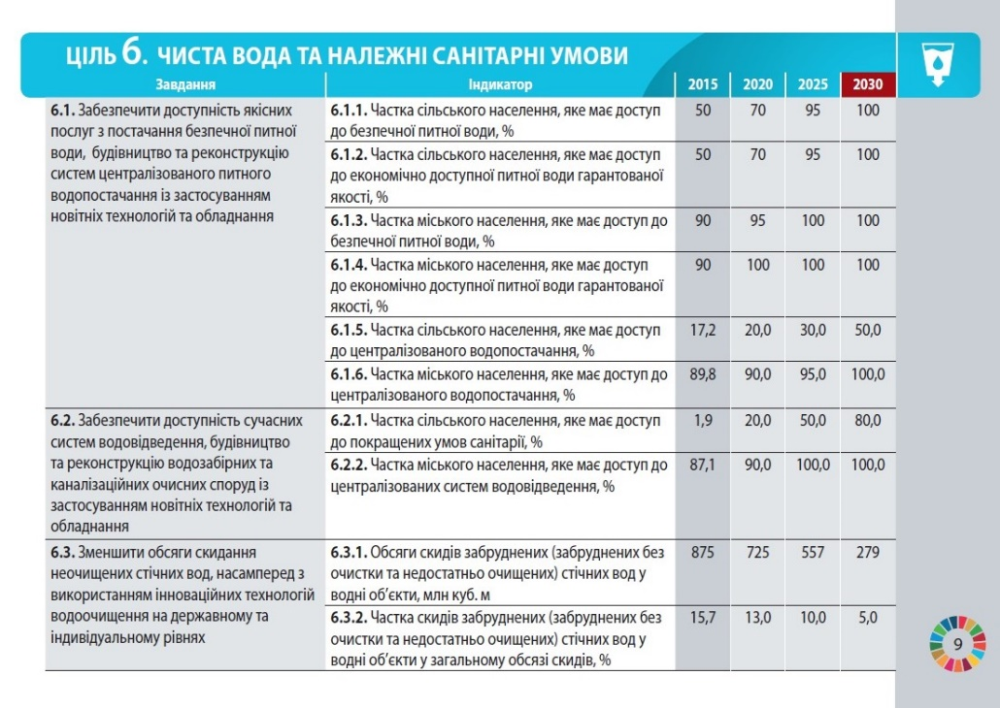 ЦІЛЬ 6. ЧИСТА ВОДА ТА НАЛЕЖНІ САНІТАРНІ УМОВИ
Завдання Індикатор 2015 2020 2025 2030
6.1. Забезпечити доступність якісних
послуг з постачання безпечної питної
води, будівництво та реконструкцію
систем централізованого питного
водопостачання із застосуванням
новітніх технологій та обладнання
6.1.1. Частка сільського населення, яке має доступ
до безпечної питної води, %
50 70 95 100
6.1.2. Частка сільського населення, яке має доступ
до економічно доступної питної води гарантованої
якості, %
50 70 95 100
6.1.3. Частка міського населення, яке має доступ до
безпечної питної води, %
90 95 100 100
6.1.4. Частка міського населення, яке має доступ
до економічно доступної питної води гарантованої
якості, %
90 100 100 100
6.1.5. Частка сільського населення, яке має доступ
до централізованого водопостачання, %
17,2 20,0 30,0 50,0
6.1.6. Частка міського населення, яке має доступ до
централізованого водопостачання, %
89,8 90,0 95,0 100,0
6.2. Забезпечити доступність сучасних
систем водовідведення, будівництво
та реконструкцію водозабірних та
каналізаційних очисних споруд із
застосуванням новітніх технологій та
обладнання
6.2.1. Частка сільського населення, яке має доступ
до покращених умов санітарії, %
1,9 20,0 50,0 80,0
6.2.2. Частка міського населення, яке має доступ до
централізованих систем водовідведення, %
87,1 90,0 100,0 100,0
6.3. Зменшити обсяги скидання
неочищених стічних вод, насамперед з
використанням інноваційних технологій
водоочищення на державному та
індивідуальному рівнях
6.3.1. Обсяги скидів забруднених (забруднених без
очистки та недостатньо очищених) стічних вод у
водні об’єкти, млн куб. м
875 725 557 279
6.3.2. Частка скидів забруднених (забруднених без
очистки та недостатньо очищених) стічних вод у
водні об’єкти у загальному обсязі скидів, %
15,7 13,0 10,0 5,0
9